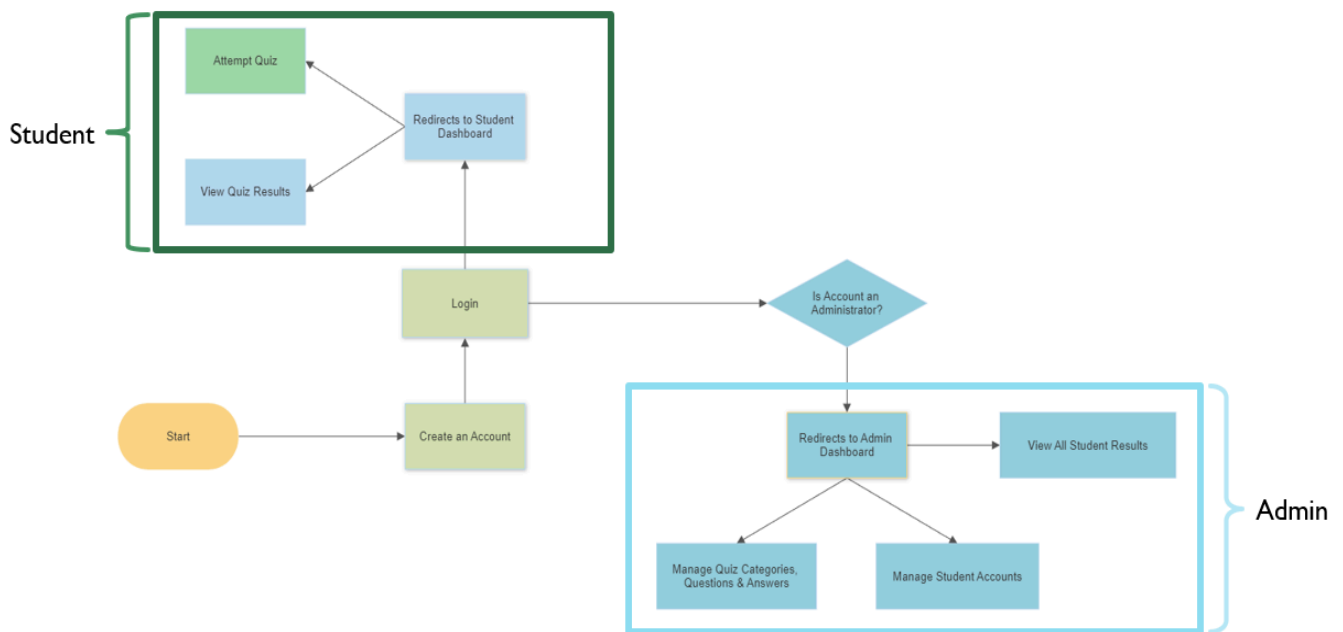 Attempt Quiz
Redirects to Student
Dashboard
Student
View Quiz Results
Login
Is Account an
Administrator?
Start
Create an Account
Redirects to Admin
Dashboard
View All Student Results
Admin
Manage Quiz Categories,
Questions & Answers
Manage Student Accounts